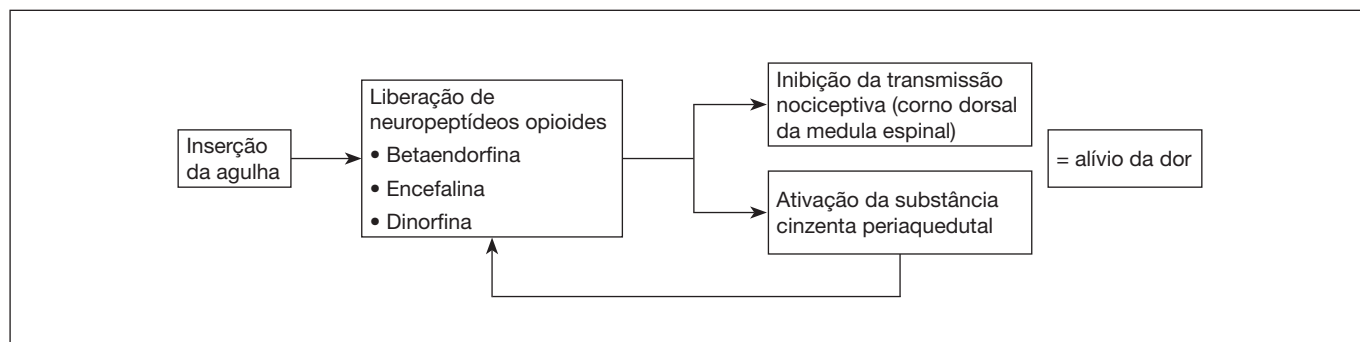 Inserção
da agulha
Liberação de
neuropeptídeos opioides
• Betaendorfina
• Encefalina
• Dinorfina
Inibição da transmissão
nociceptiva (corno dorsal
da medula espinal)
Ativação da substância
cinzenta periaquedutal
= alívio da dor